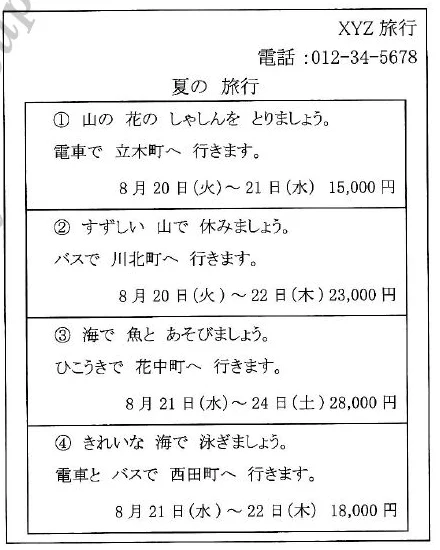 XYZ 旅行
電話 :012-34-5678
夏の 旅行
① 山の 花の しゃしんを とりましょう。
電車で 立木町へ 行きます。
8月20日(火)～21日(水) 15,000円
② すずしい 山で 休みましょう。
バスで 川北町へ 行きます。
8月20日(火)～22日(木) 23,000円
③ 海で 魚と あそびましょう。
ひこうきで 花中町へ 行きます。
8月21日(水)～24日(土) 28,000円
④ きれいな 海で 泳ぎましょう。
電車と バスで 西田町へ 行きます。
8月21日(水)～22日(木) 18,000円